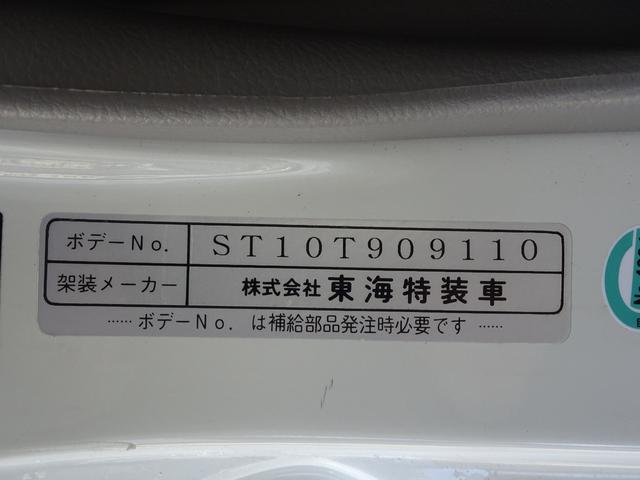 ボデーNo. ST10T909110
架装メーカー 株式会社 東海特装車
……ボデーNo. は補給部品発注時必要です……